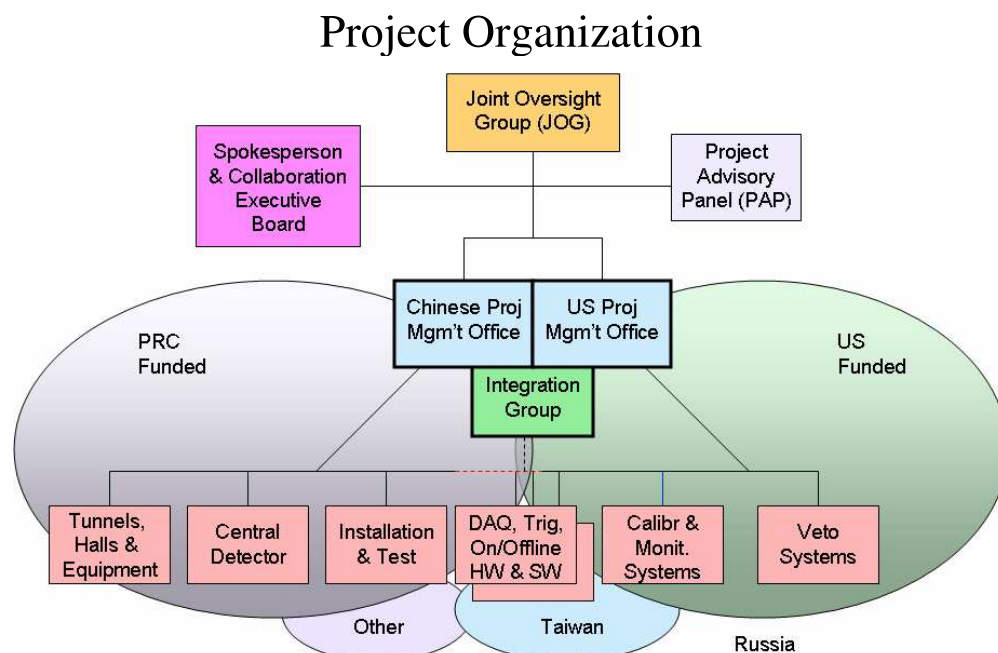 Project Organization
Joint Oversight
Group (JOG)
Spokesperson
& Collaboration
Executive
Board
Project
Advisory
Panel (PAP)
Chinese Proj
Mgm't Office
US Proj
Mgm't Office
PRC
Funded
US
Funded
Integration
Group
Tunnels,
Halls &
Equipment
Central
Detector
Installation
& Test
DAQ, Trig,
On/Offline
HW & SW
Calibr &
Monit.
Systems
Veto
Systems
Other
Taiwan
Russia